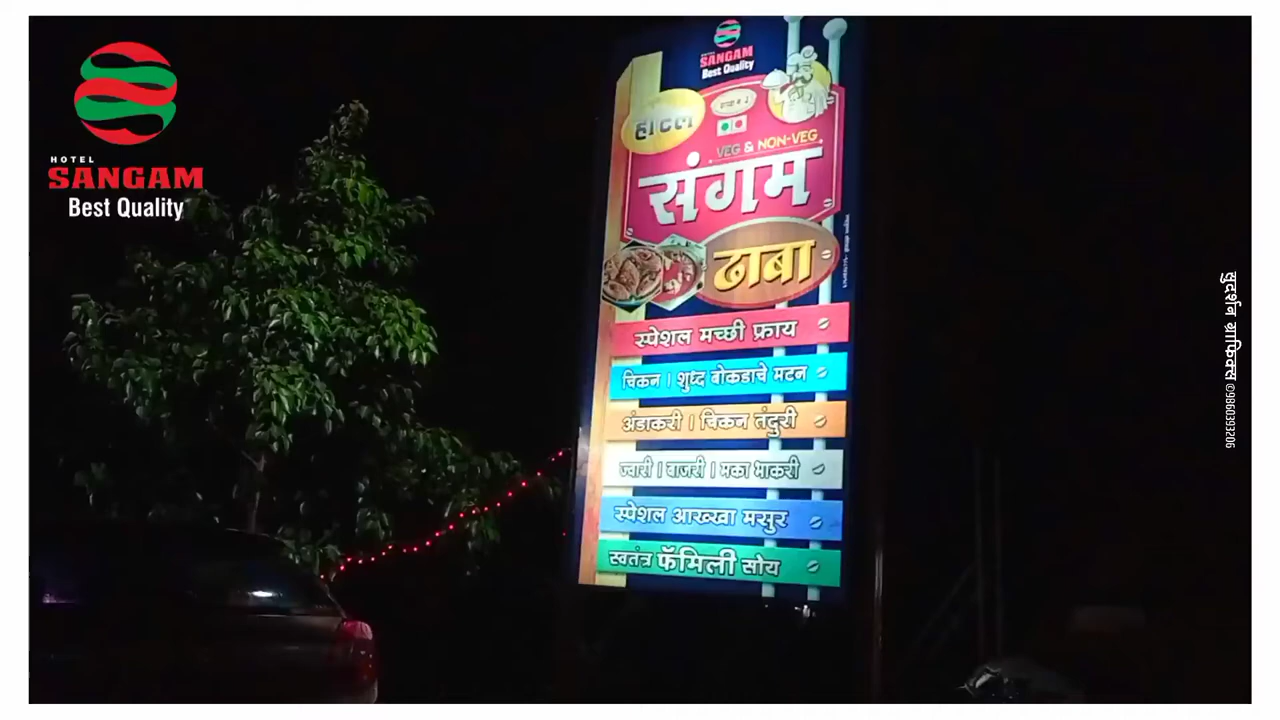 HOTEL
SANGAM
Best Quality
SANGAM
Best Quality
हॉटेल
VEG & NON-VEG
संगम
ढाबा
स्पेशल मच्छी फ्राय
चिकन । शुध्द बोकडाचे मटन
अंडाकरी । चिकन तंदुरी
ज्वारी । बाजरी । मका भाकरी
स्पेशल आख्खा मसुर
स्वतंत्र फॅमिली सोय
सुदर्शन ग्राफिक्स @9860393206